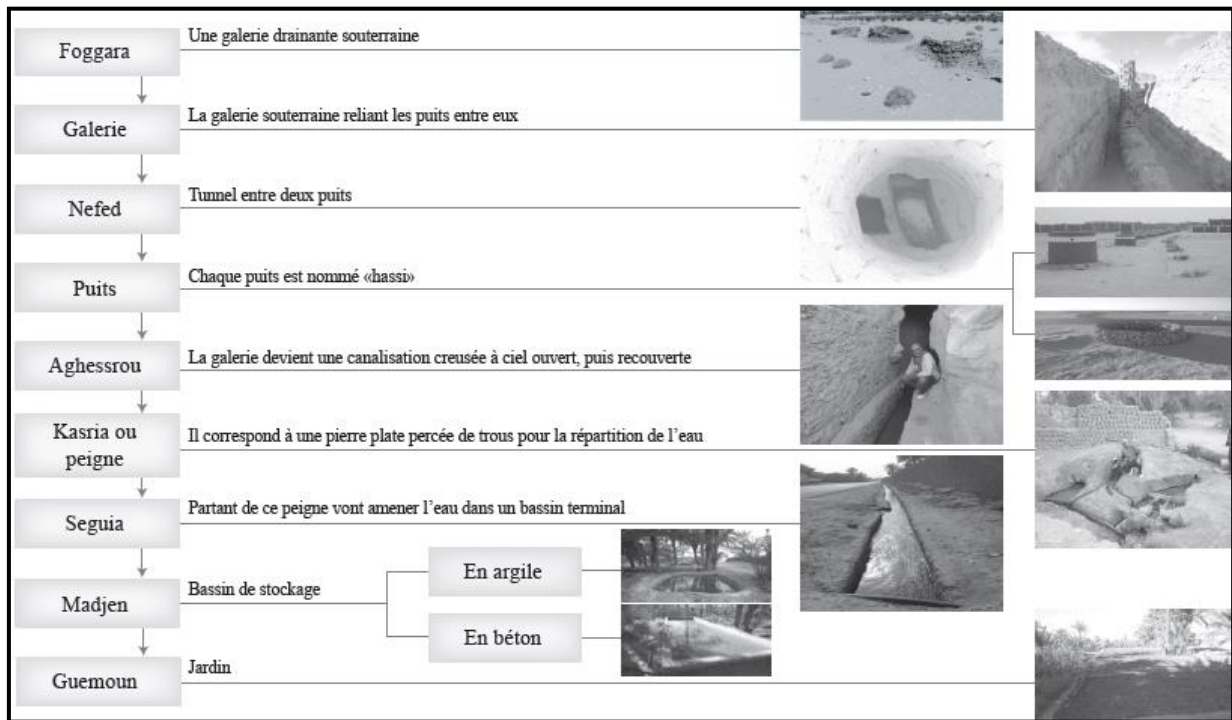 Foggara
Une galerie drainante souterraine
Galerie
La galerie souterraine reliant les puits entre eux
Nefed
Tunnel entre deux puits
Puits
Chaque puits est nommé «hassi»
Aghessrou
La galerie devient une canalisation creusée à ciel ouvert, puis recouverte
Kasria ou
peigne
Il correspond à une pierre plate percée de trous pour la répartition de l'eau
Seguia
Partant de ce peigne vont amener l'eau dans un bassin terminal
Madjen
Bassin de stockage
En argile
En béton
Guemoun
Jardin